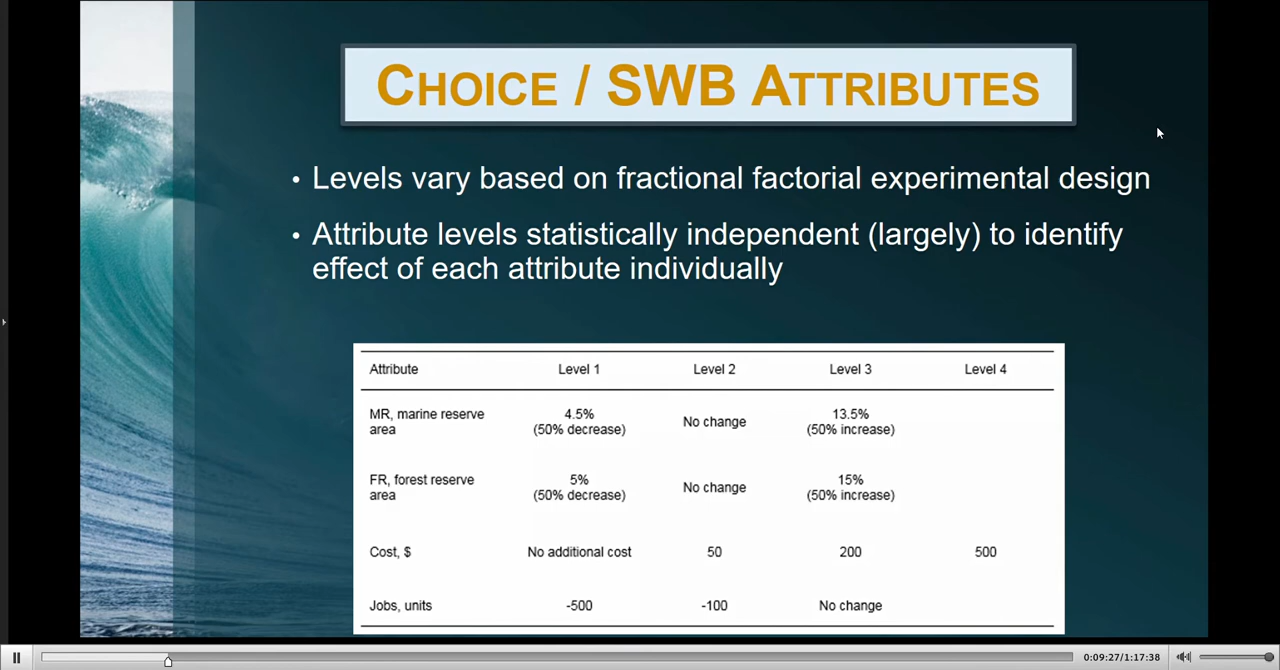 CHOICE / SWB ATTRIBUTES
• Levels vary based on fractional factorial experimental design
• Attribute levels statistically independent (largely) to identify
effect of each attribute individually
Attribute Level 1 Level 2 Level 3 Level 4
MR, marine reserve area 4.5% (50% decrease) No change 13.5% (50% increase)
FR, forest reserve area 5% (50% decrease) No change 15% (50% increase)
Cost, $ No additional cost 50 200 500
Jobs, units -500 -100 No change
0:09:27/1:17:38